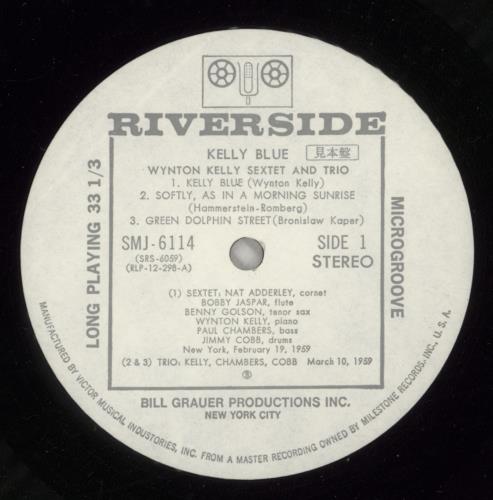 RIVERSIDE
KELLY BLUE 見本盤
WYNTON KELLY SEXTET AND TRIO
1. KELLY BLUE (Wynton Kelly)
2. SOFTLY, AS IN A MORNING SUNRISE
(Hammerstein-Romberg)
3. GREEN DOLPHIN STREET (Bronislaw Kaper)
SMJ-6114 SIDE 1
(SRS-6059) STEREO
(RLP-12-298-A)
(1) SEXTET: NAT ADDERLEY, cornet
BOBBY JASPAR, flute
BENNY GOLSON, tenor sax
WYNTON KELLY, piano
PAUL CHAMBERS, bass
JIMMY COBB, drums
New York, February 19, 1959
(2 & 3) TRIO: KELLY, CHAMBERS, COBB March 10, 1959
LONG PLAYING 33 1/3
MICROGROOVE
BILL GRAUER PRODUCTIONS INC.
NEW YORK CITY
MANUFACTURED BY VICTOR MUSICAL INDUSTRIES, INC. FROM A MASTER RECORDING OWNED BY MILESTONE RECORDS, INC., U. S. A.